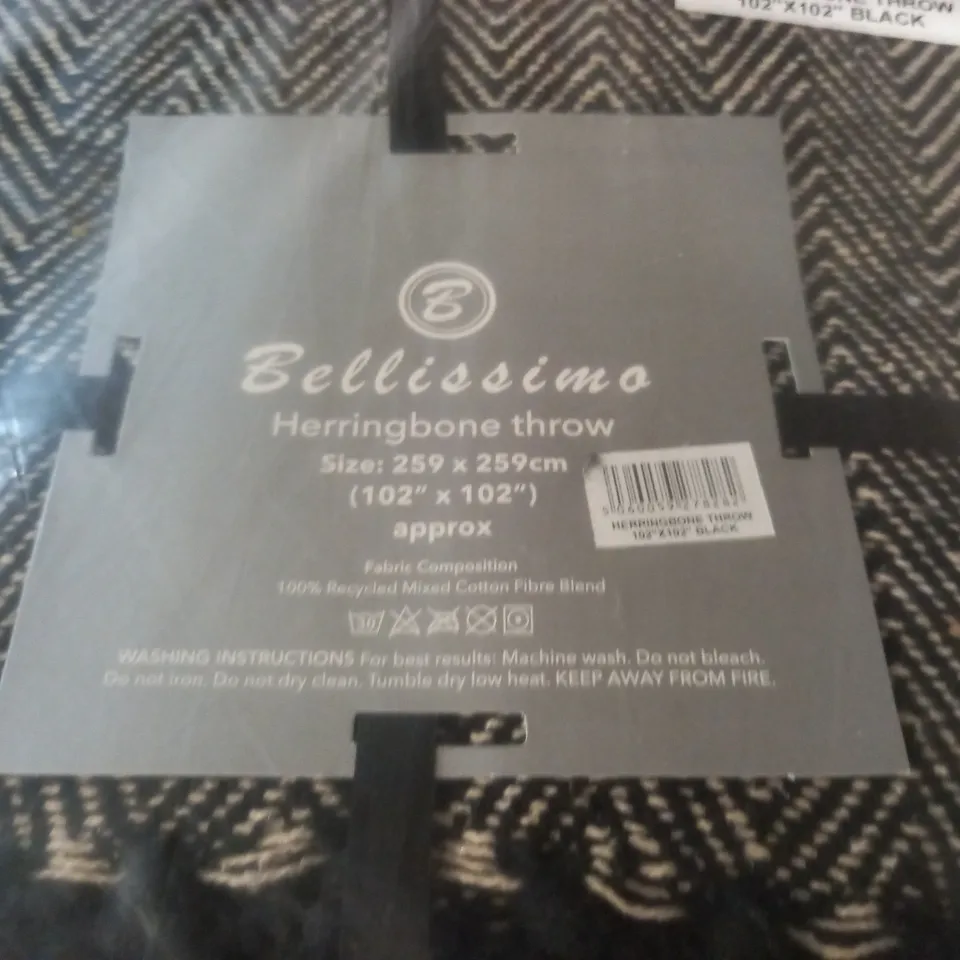 THROW
102"X102" BLACK
B
Bellissimo
Herringbone throw
Size: 259 x 259cm
(102" x 102")
approx
HERRINGBONE THROW
102"X102" BLACK
Fabric Composition
100% Recycled Mixed Cotton Fibre Blend
30
WASHING INSTRUCTIONS For best results: Machine wash. Do not bleach.
Do not iron. Do not dry clean. Tumble dry low heat. KEEP AWAY FROM FIRE.